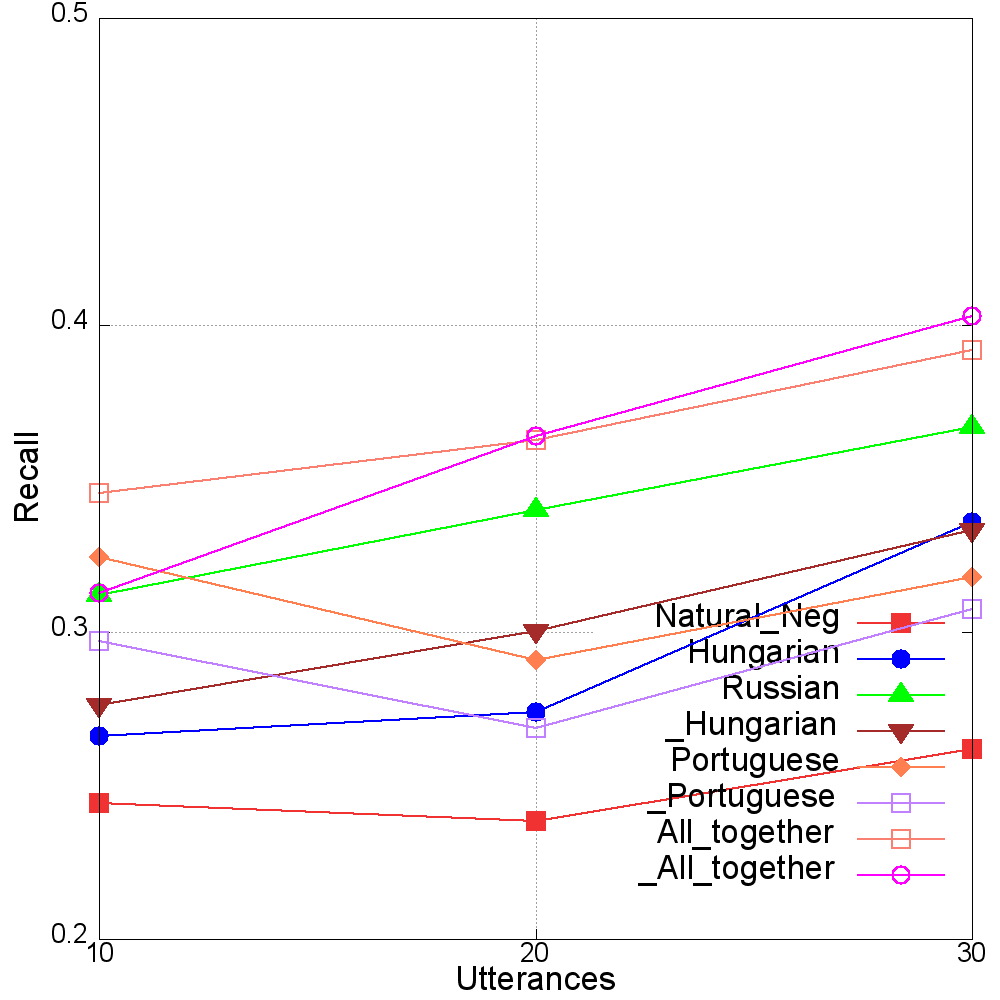 0.5
0.4
0.3
0.2
Recall
10
20
30
Utterances
Natural_Neg
Hungarian
Russian
_Hungarian
Portuguese
_Portuguese
All_together
_All_together